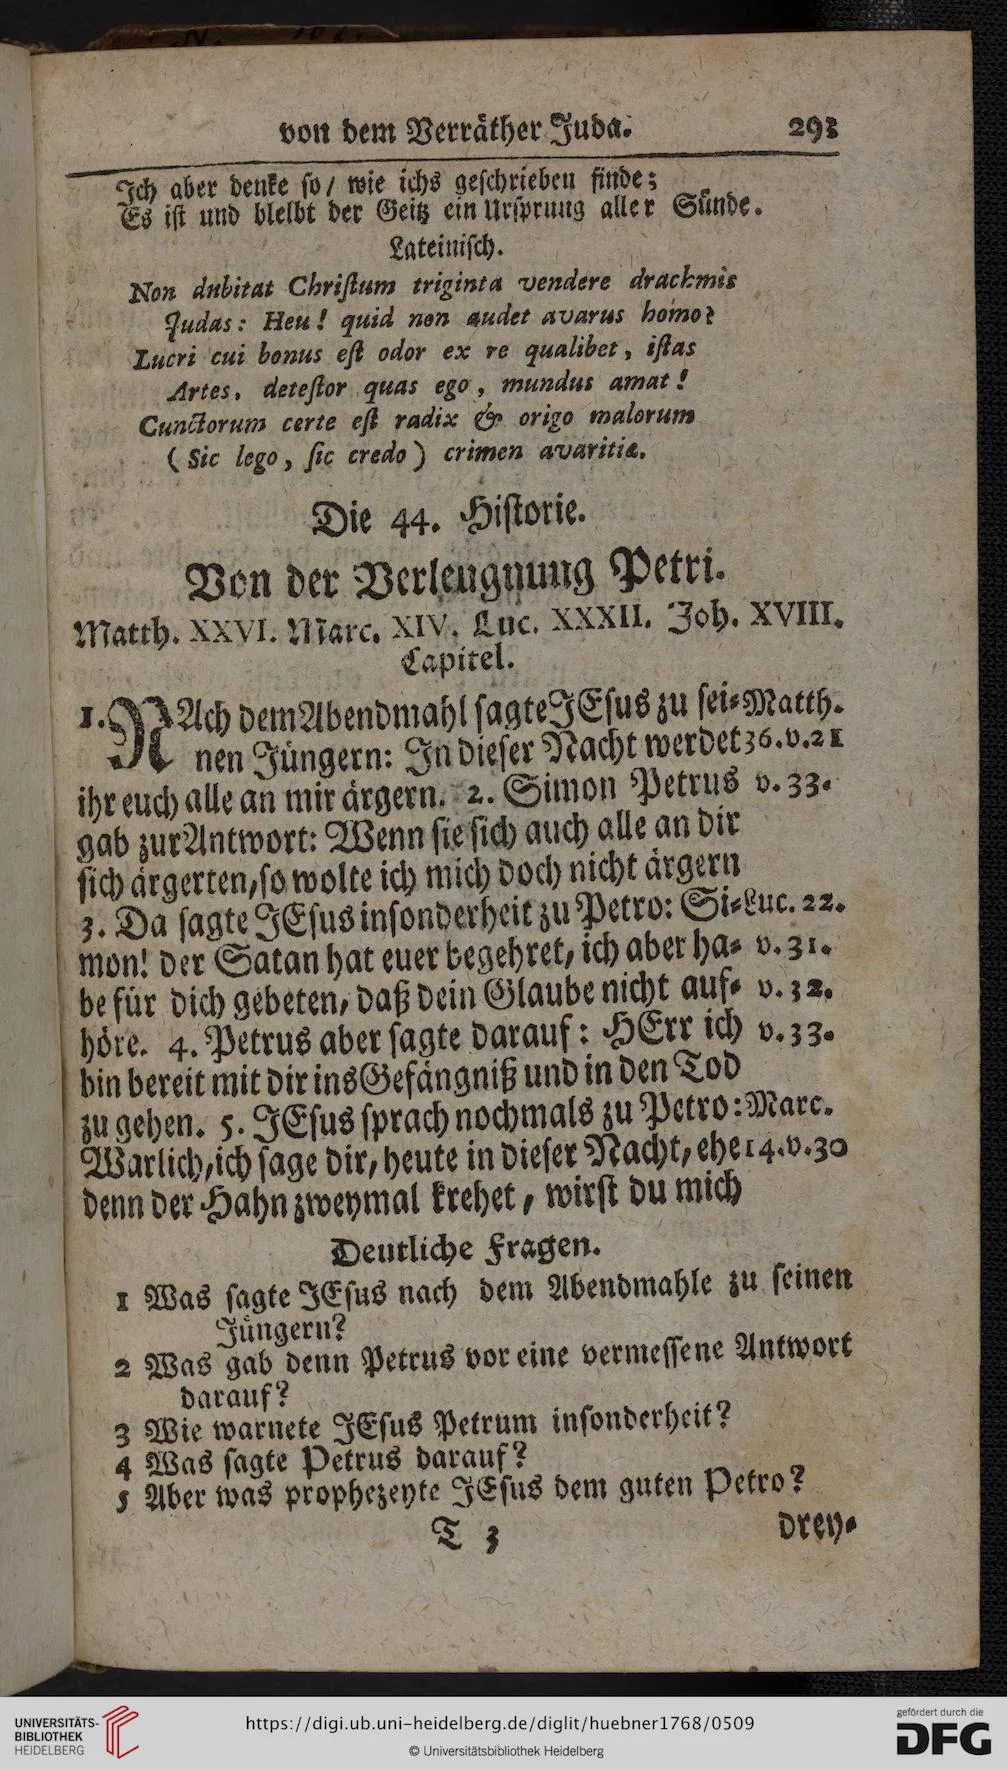 von dem Verräther Juda. 293
Ich aber denke so/ wie ichs geschrieben finde;
Es ist und bleibt der Geitz ein Ursprung aller Sünde.
Lateinisch.
Non dubitat Chriſtum triginta vendere drachmis
Judas: Heu! quid non audet avarus homo?
Lucri cui bonus eſt odor ex re qualibet, iſtas
Artes, deteſtor quas ego, mundus amat!
Cunctorum certe eſt radix & origo malorum
(Sic lego, ſic credo) crimen avaritiæ.
Die 44. Historie.
Von der Verleugnung Petri.
Matth. XXVI. Marc. XIV. Luc. XXXII. Joh. XVIII.
Capitel.
1. NAch dem Abendmahl sagte JEsus zu sei= Matth.
nen Jüngern: In dieser Nacht werdet 36.v.21
ihr euch alle an mir ärgern. 2. Simon Petrus v. 33.
gab zur Antwort: Wenn sie sich auch alle an dir
sich ärgerten/ so wolte ich mich doch nicht ärgern
3. Da sagte JEsus insonderheit zu Petro: Si= Luc. 22.
mon! der Satan hat euer begehret/ ich aber ha= v. 31.
be für dich gebeten/ daß dein Glaube nicht auf= v. 32.
höre. 4. Petrus aber sagte darauf: HErr ich v. 33.
bin bereit mit dir ins Gefängniß und in den Tod
zu gehen. 5. JEsus sprach nochmals zu Petro: Marc.
Warlich/ ich sage dir/ heute in dieser Nacht/ ehe 14.v.30
denn der Hahn zweymal krehet/ wirst du mich
Deutliche Fragen.
1 Was sagte JEsus nach dem Abendmahle zu seinen
Jüngern?
2 Was gab denn Petrus vor eine vermessene Antwort
darauf?
3 Wie warnete JEsus Petrum insonderheit?
4 Was sagte Petrus darauf?
5 Aber was prophezeyte JEsus dem guten Petro?
T 3 drey=
UNIVERSITÄTS-
BIBLIOTHEK
HEIDELBERG
https://digi.ub.uni-heidelberg.de/diglit/huebner1768/0509
© Universitätsbibliothek Heidelberg
gefördert durch die
DFG